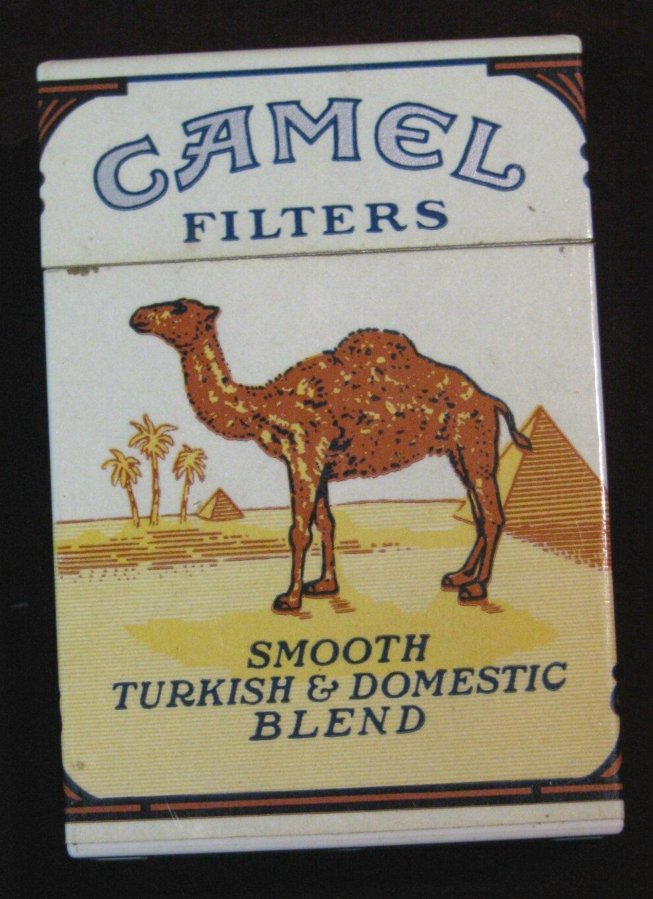 CAMEL
FILTERS
SMOOTH
TURKISH & DOMESTIC
BLEND